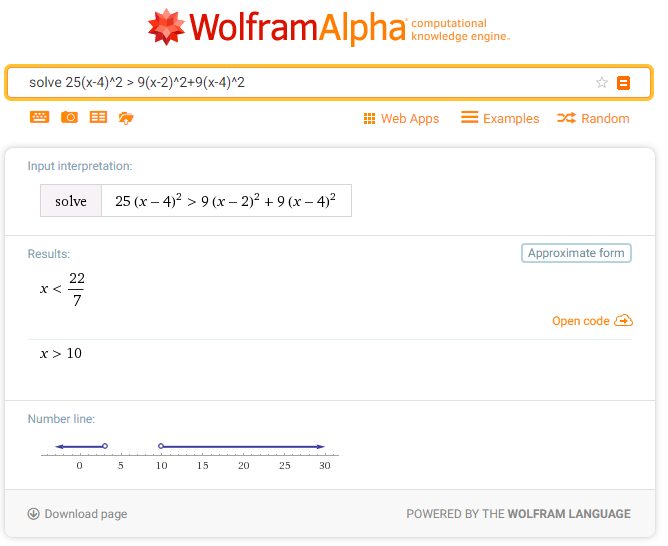 WolframAlpha computational knowledge engine.
solve 25(x-4)^2 > 9(x-2)^2+9(x-4)^2
Web Apps Examples Random
Input interpretation:
solve 25 (x – 4)² > 9 (x – 2)² + 9 (x – 4)²
Results: Approximate form
x < 22/7
Open code
x > 10
Number line:
0 5 10 15 20 25 30
Download page POWERED BY THE WOLFRAM LANGUAGE